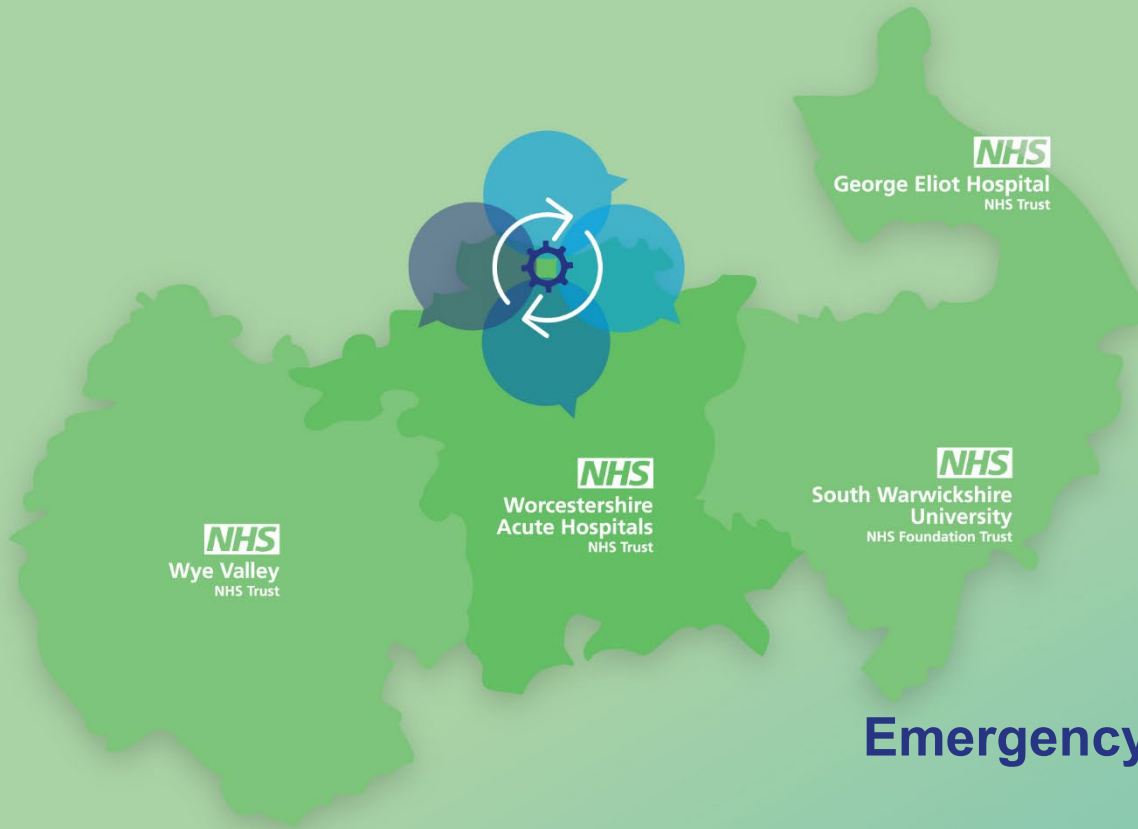 NHS
George Eliot Hospital
NHS Trust
NHS
Wye Valley
NHS Trust
NHS
Worcestershire
Acute Hospitals
NHS Trust
NHS
South Warwickshire
University
NHS Foundation Trust
Emergency